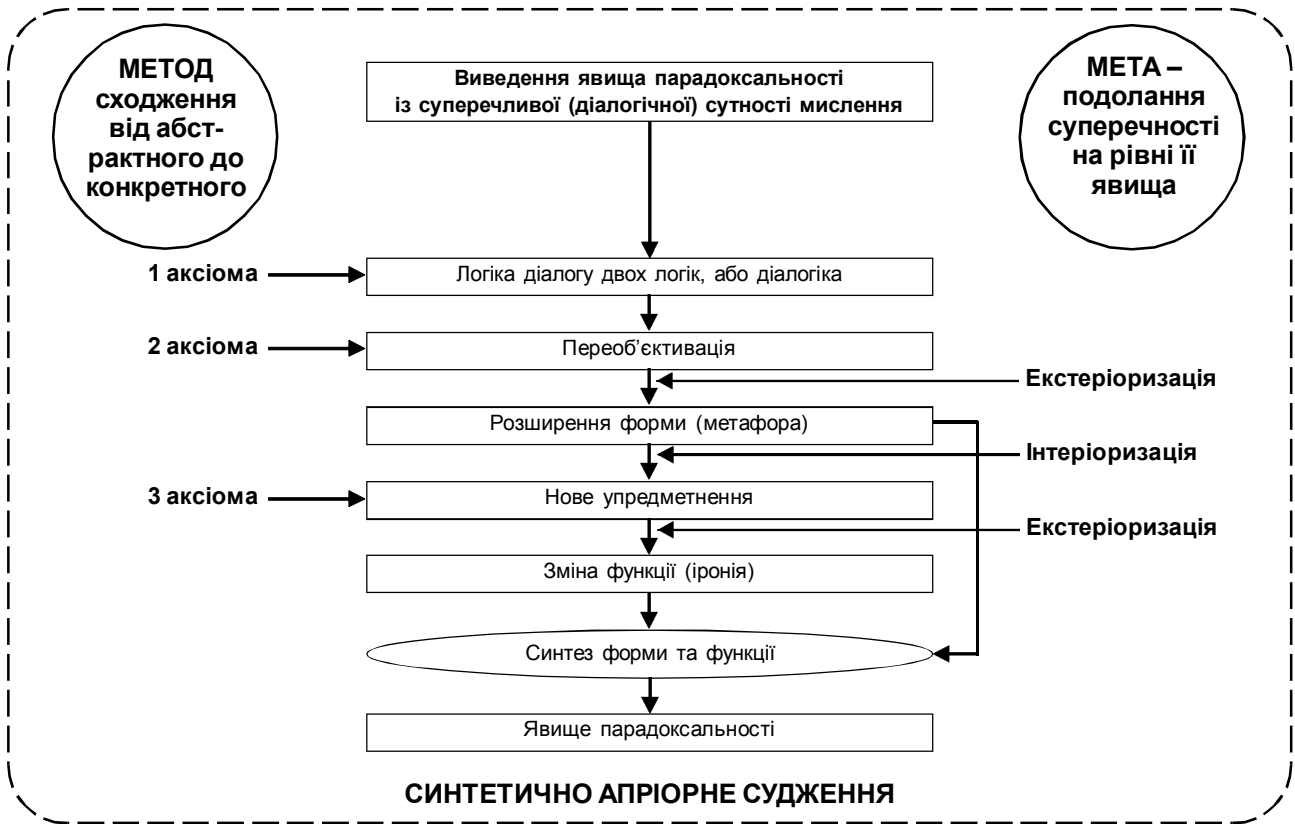 МЕТОД
сходження
від абст-
рактного до
конкретного
Виведення явища парадоксальності
із суперечливої (діалогічної) сутності мислення
МЕТА –
подолання
суперечності
на рівні її
явища
1 аксіома
Логіка діалогу двох логік, або діалогіка
2 аксіома
Переоб’єктивація
Екстеріоризація
Розширення форми (метафора)
Інтеріоризація
3 аксіома
Нове упредметнення
Екстеріоризація
Зміна функції (іронія)
Синтез форми та функції
Явище парадоксальності
СИНТЕТИЧНО АПРІОРНЕ СУДЖЕННЯ